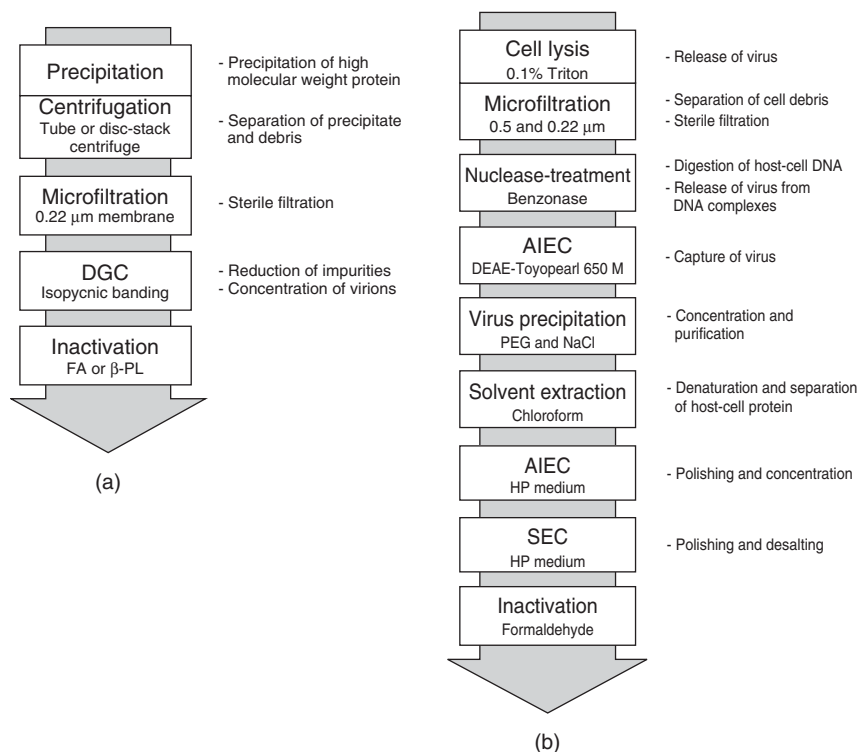 Precipitation
- Precipitation of high
molecular weight protein
Centrifugation
Tube or disc-stack
centrifuge
- Separation of precipitate
and debris
Microfiltration
0.22 μm membrane
- Sterile filtration
DGC
Isopycnic banding
- Reduction of impurities
- Concentration of virions
Inactivation
FA or β-PL
(a)
Cell lysis
0.1% Triton
- Release of virus
Microfiltration
0.5 and 0.22 μm
- Separation of cell debris
- Sterile filtration
Nuclease-treatment
Benzonase
- Digestion of host-cell DNA
- Release of virus from
DNA complexes
AIEC
DEAE-Toyopearl 650 M
- Capture of virus
Virus precipitation
PEG and NaCl
- Concentration and
purification
Solvent extraction
Chloroform
- Denaturation and separation
of host-cell protein
AIEC
HP medium
- Polishing and concentration
SEC
HP medium
- Polishing and desalting
Inactivation
Formaldehyde
(b)